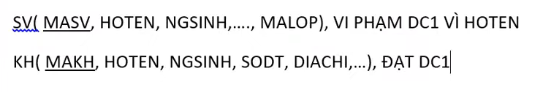 SV( MASV, HOTEN, NGSINH,...., MALOP), VI PHẠM DC1 VÌ HOTEN
KH( MAKH, HOTEN, NGSINH, SODT, DIACHI,...), ĐẠT DC1